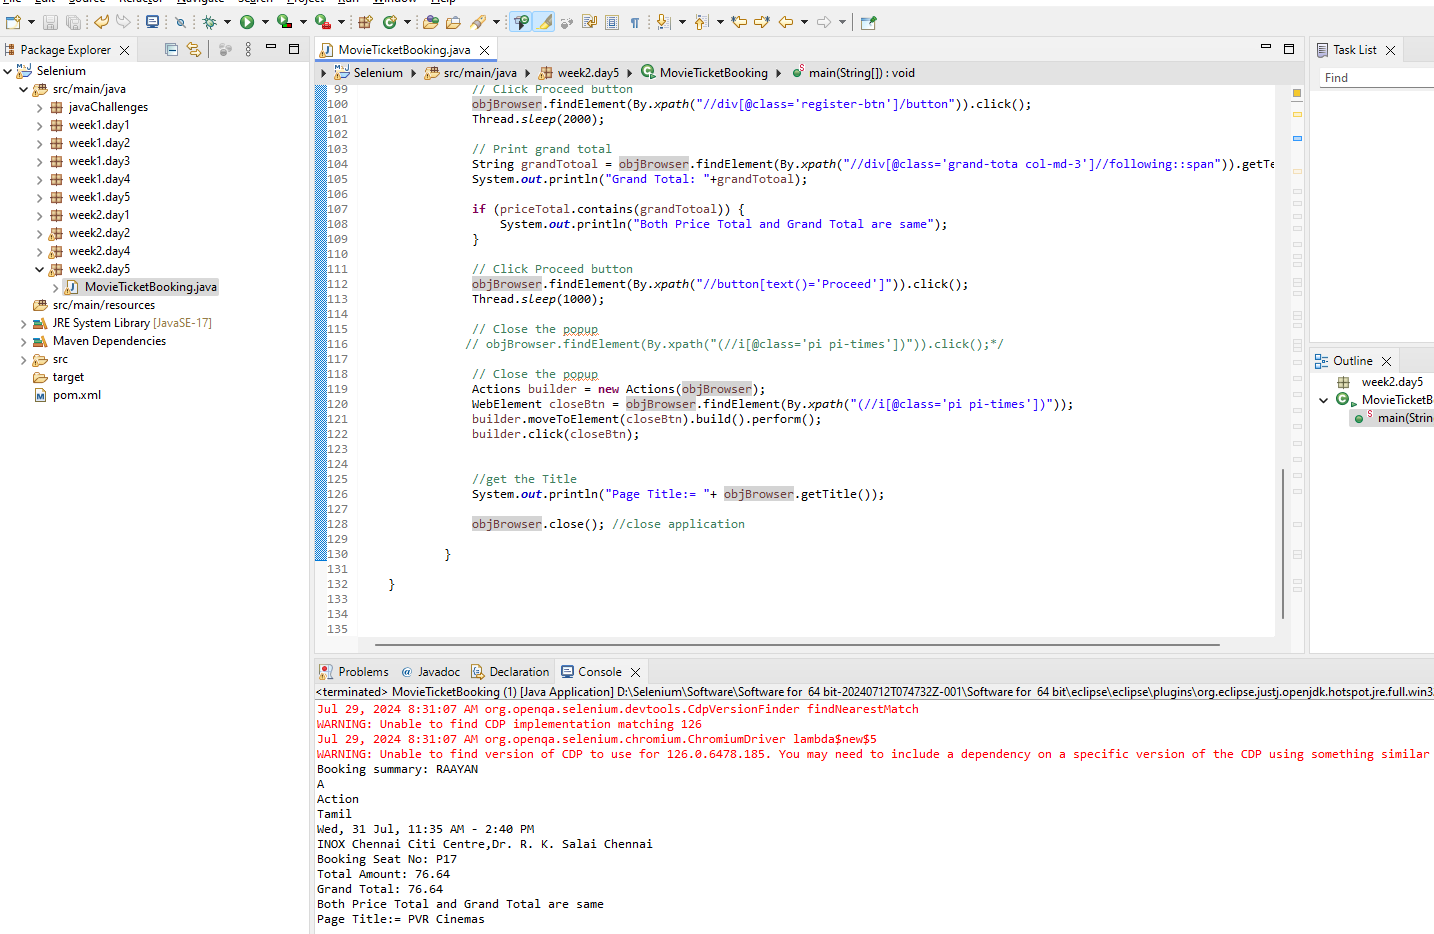 File Edit Source Refactor Navigate Search Project Run Window Help
Package Explorer
Selenium
src/main/java
javaChallenges
week1.day1
week1.day2
week1.day3
week1.day4
week1.day5
week2.day1
week2.day2
week2.day4
week2.day5
MovieTicketBooking.java
src/main/resources
JRE System Library [JavaSE-17]
Maven Dependencies
src
target
pom.xml
MovieTicketBooking.java
Selenium src/main/java week2.day5 MovieTicketBooking main(String[]) : void
99 // Click Proceed button
100 objBrowser.findElement(By.xpath("//div[@class='register-btn']/button")).click();
101 Thread.sleep(2000);
102
103 // Print grand total
104 String grandTotoal = objBrowser.findElement(By.xpath("//div[@class='grand-tota col-md-3']//following::span")).getTe
105 System.out.println("Grand Total: "+grandTotoal);
106
107 if (priceTotal.contains(grandTotoal)) {
108 System.out.println("Both Price Total and Grand Total are same");
109 }
110
111 // Click Proceed button
112 objBrowser.findElement(By.xpath("//button[text()='Proceed']")).click();
113 Thread.sleep(1000);
114
115 // Close the popup
116 // objBrowser.findElement(By.xpath("(//i[@class='pi pi-times'])")).click();*/
117
118 // Close the popup
119 Actions builder = new Actions(objBrowser);
120 WebElement closeBtn = objBrowser.findElement(By.xpath("(//i[@class='pi pi-times'])"));
121 builder.moveToElement(closeBtn).build().perform();
122 builder.click(closeBtn);
123
124
125 //get the Title
126 System.out.println("Page Title:= "+ objBrowser.getTitle());
127
128 objBrowser.close(); //close application
129
130 }
131
132 }
133
134
135
Task List
Find
Outline
week2.day5
MovieTicketB
main(Strin
Problems @ Javadoc Declaration Console
<terminated> MovieTicketBooking (1) [Java Application] D:\Selenium\Software\Software for 64 bit-20240712T074732Z-001\Software for 64 bit\eclipse\eclipse\plugins\org.eclipse.justj.openjdk.hotspot.jre.full.win3
Jul 29, 2024 8:31:07 AM org.openqa.selenium.devtools.CdpVersionFinder findNearestMatch
WARNING: Unable to find CDP implementation matching 126
Jul 29, 2024 8:31:07 AM org.openqa.selenium.chromium.ChromiumDriver lambda$new$5
WARNING: Unable to find version of CDP to use for 126.0.6478.185. You may need to include a dependency on a specific version of the CDP using something similar
Booking summary: RAAYAN
A
Action
Tamil
Wed, 31 Jul, 11:35 AM - 2:40 PM
INOX Chennai Citi Centre,Dr. R. K. Salai Chennai
Booking Seat No: P17
Total Amount: 76.64
Grand Total: 76.64
Both Price Total and Grand Total are same
Page Title:= PVR Cinemas